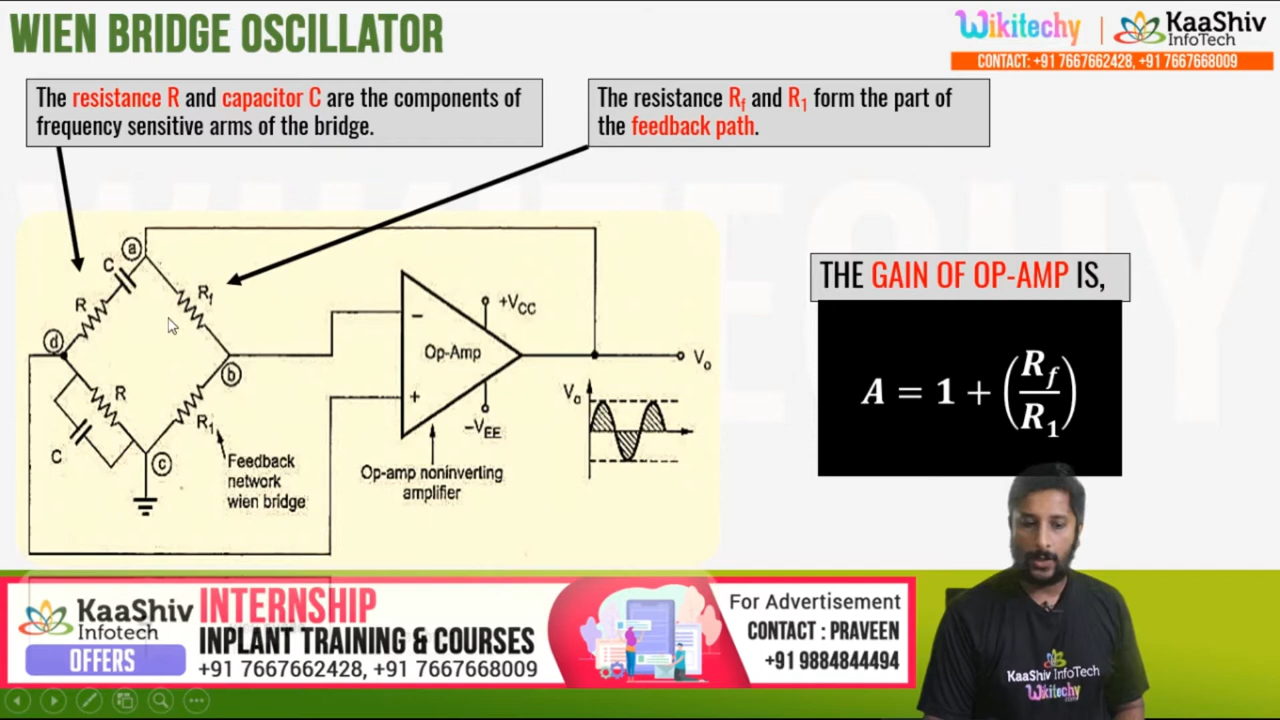 WIEN BRIDGE OSCILLATOR
Wikitechy
KaaShiv
InfoTech
CONTACT: +91 7667662428, +91 7667668009
The resistance R and capacitor C are the components of
frequency sensitive arms of the bridge.
The resistance Rf and R1 form the part of
the feedback path.
a
C
R
Rf
d
b
R
R1
C
c
Feedback
network
wien bridge
−
+
Op-Amp
+VCC
−VEE
Op-amp noninverting
amplifier
Vo
Vo
THE GAIN OF OP-AMP IS,
A = 1 + (Rf/R1)
KaaShiv
Infotech
OFFERS
INTERNSHIP
INPLANT TRAINING & COURSES
+91 7667662428, +91 7667668009
For Advertisement
CONTACT : PRAVEEN
+91 9884844494
KaaShiv InfoTech
Wikitechy
.com